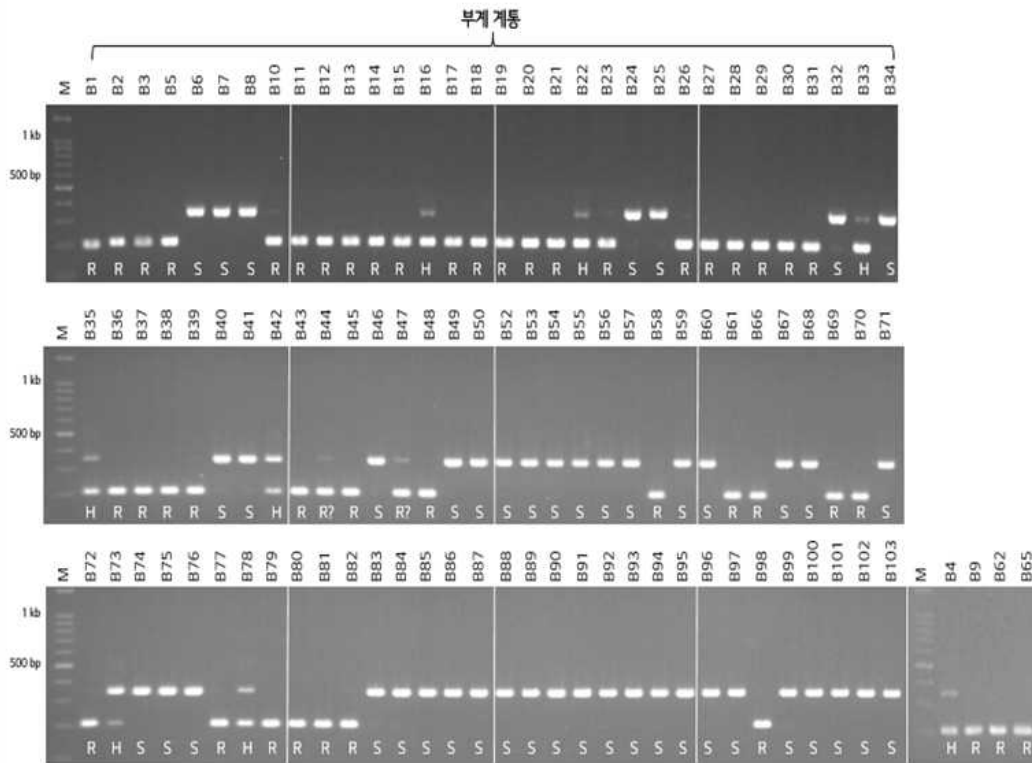 부계 계통
M B1 B2 B3 B5 B6 B7 B8 B10 B11 B12 B13 B14 B15 B16 B17 B18 B19 B20 B21 B22 B23 B24 B25 B26 B27 B28 B29 B30 B31 B32 B33 B34
1 kb
500 bp
R R R R S S S R R R R R R H R R R R R H R S S R R R R R R S H S
M B35 B36 B37 B38 B39 B40 B41 B42 B43 B44 B45 B46 B47 B48 B49 B50 B52 B53 B54 B55 B56 B57 B58 B59 B60 B61 B66 B67 B68 B69 B70 B71
1 kb
500 bp
H R R R R S S H R R? R S R? R S S S S S S S S R S S R R S S R R S
M B72 B73 B74 B75 B76 B77 B78 B79 B80 B81 B82 B83 B84 B85 B86 B87 B88 B89 B90 B91 B92 B93 B94 B95 B96 B97 B98 B99 B100 B101 B102 B103 M B4 B9 B62 B65
1 kb
500 bp
R H S S S R H R R R R S S S S S S S S S S S S S S S R S S S S S H R R R